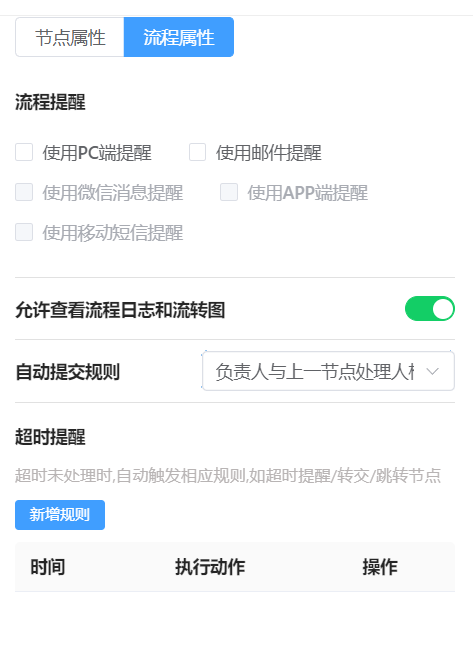 节点属性 流程属性
流程提醒
使用PC端提醒 使用邮件提醒
使用微信消息提醒 使用APP端提醒
使用移动短信提醒
允许查看流程日志和流转图
自动提交规则 负责人与上一节点处理人
超时提醒
超时未处理时,自动触发相应规则,如超时提醒/转交/跳转节点
新增规则
时间 执行动作 操作